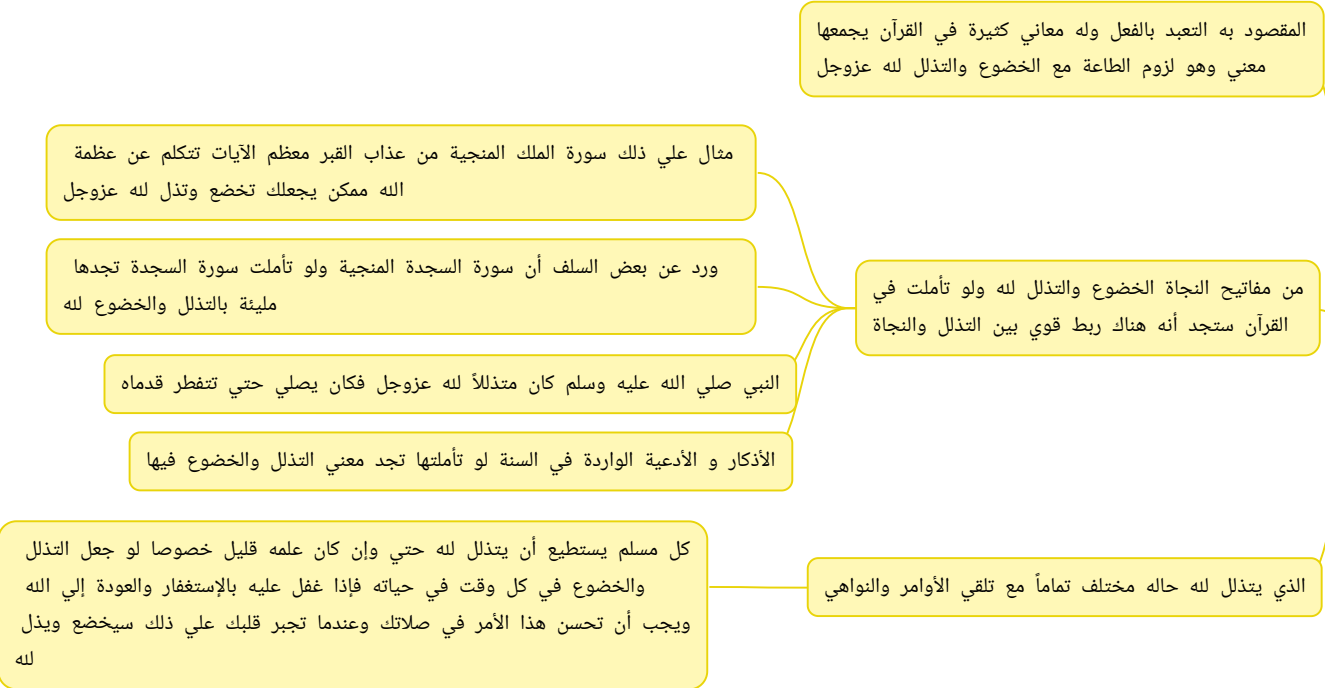 المقصود به التعبد بالفعل وله معاني كثيرة في القرآن يجمعها
معني وهو لزوم الطاعة مع الخضوع والتذلل لله عزوجل
من مفاتيح النجاة الخضوع والتذلل لله ولو تأملت في
القرآن ستجد أنه هناك ربط قوي بين التذلل والنجاة
مثال علي ذلك سورة الملك المنجية من عذاب القبر معظم الآيات تتكلم عن عظمة
الله ممكن يجعلك تخضع وتذل لله عزوجل
ورد عن بعض السلف أن سورة السجدة المنجية ولو تأملت سورة السجدة تجدها
مليئة بالتذلل والخضوع لله
النبي صلي الله عليه وسلم كان متذللاً لله عزوجل فكان يصلي حتي تتفطر قدماه
الأذكار و الأدعية الواردة في السنة لو تأملتها تجد معني التذلل والخضوع فيها
الذي يتذلل لله حاله مختلف تماماً مع تلقي الأوامر والنواهي
كل مسلم يستطيع أن يتذلل لله حتي وإن كان علمه قليل خصوصا لو جعل التذلل
والخضوع في كل وقت في حياته فإذا غفل عليه بالإستغفار والعودة إلي الله
ويجب أن تحسن هذا الأمر في صلاتك وعندما تجبر قلبك علي ذلك سيخضع ويذل
لله